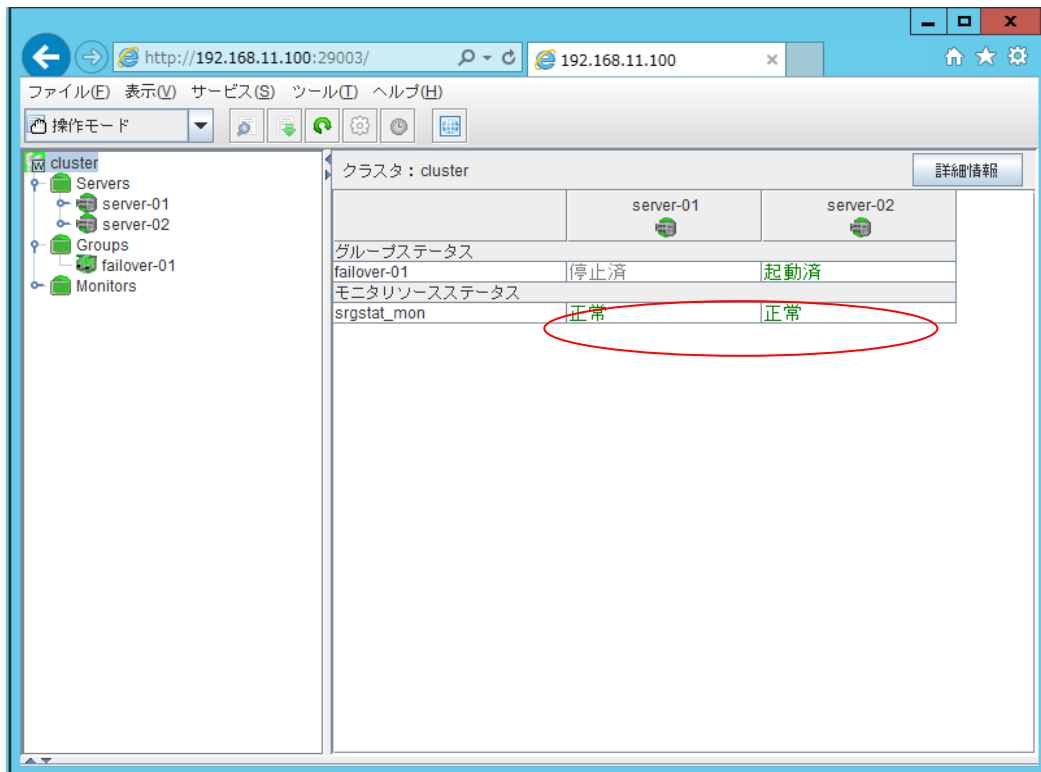 http://192.168.11.100:29003/
192.168.11.100
ファイル(F) 表示(V) サービス(S) ツール(T) ヘルプ(H)
操作モード
cluster
Servers
server-01
server-02
Groups
failover-01
Monitors
クラスタ：cluster
詳細情報
server-01 server-02
グループステータス
failover-01 停止済 起動済
モニタリソースステータス
srgstat_mon 正常 正常